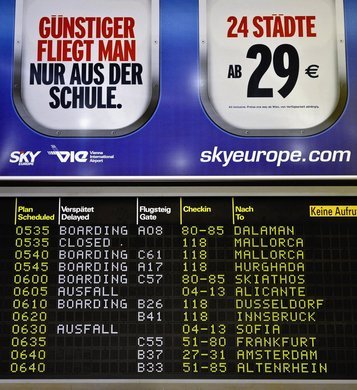 GÜNSTIGER
FLIEGT MAN
NUR AUS DER
SCHULE.
24 STÄDTE
AB 29 €
SKY
EUROPE
VIE Vienna International Airport
skyeurope.com
Plan Verspätet Flugsteig Checkin Nach Keine Aufru
Scheduled Delayed Gate To
0535 BOARDING A08 80-85 DALAMAN
0535 CLOSED 118 MALLORCA
0540 BOARDING C61 118 MALLORCA
0545 BOARDING A17 118 HURGHADA
0600 BOARDING C57 80-85 SKIATHOS
0605 AUSFALL 04-13 ALICANTE
0610 BOARDING B26 118 DUSSELDORF
0620 B41 118 INNSBRUCK
0630 AUSFALL 04-13 SOFIA
0635 C55 51-80 FRANKFURT
0640 B37 27-31 AMSTERDAM
0640 B33 51-85 ALTENRHEIN